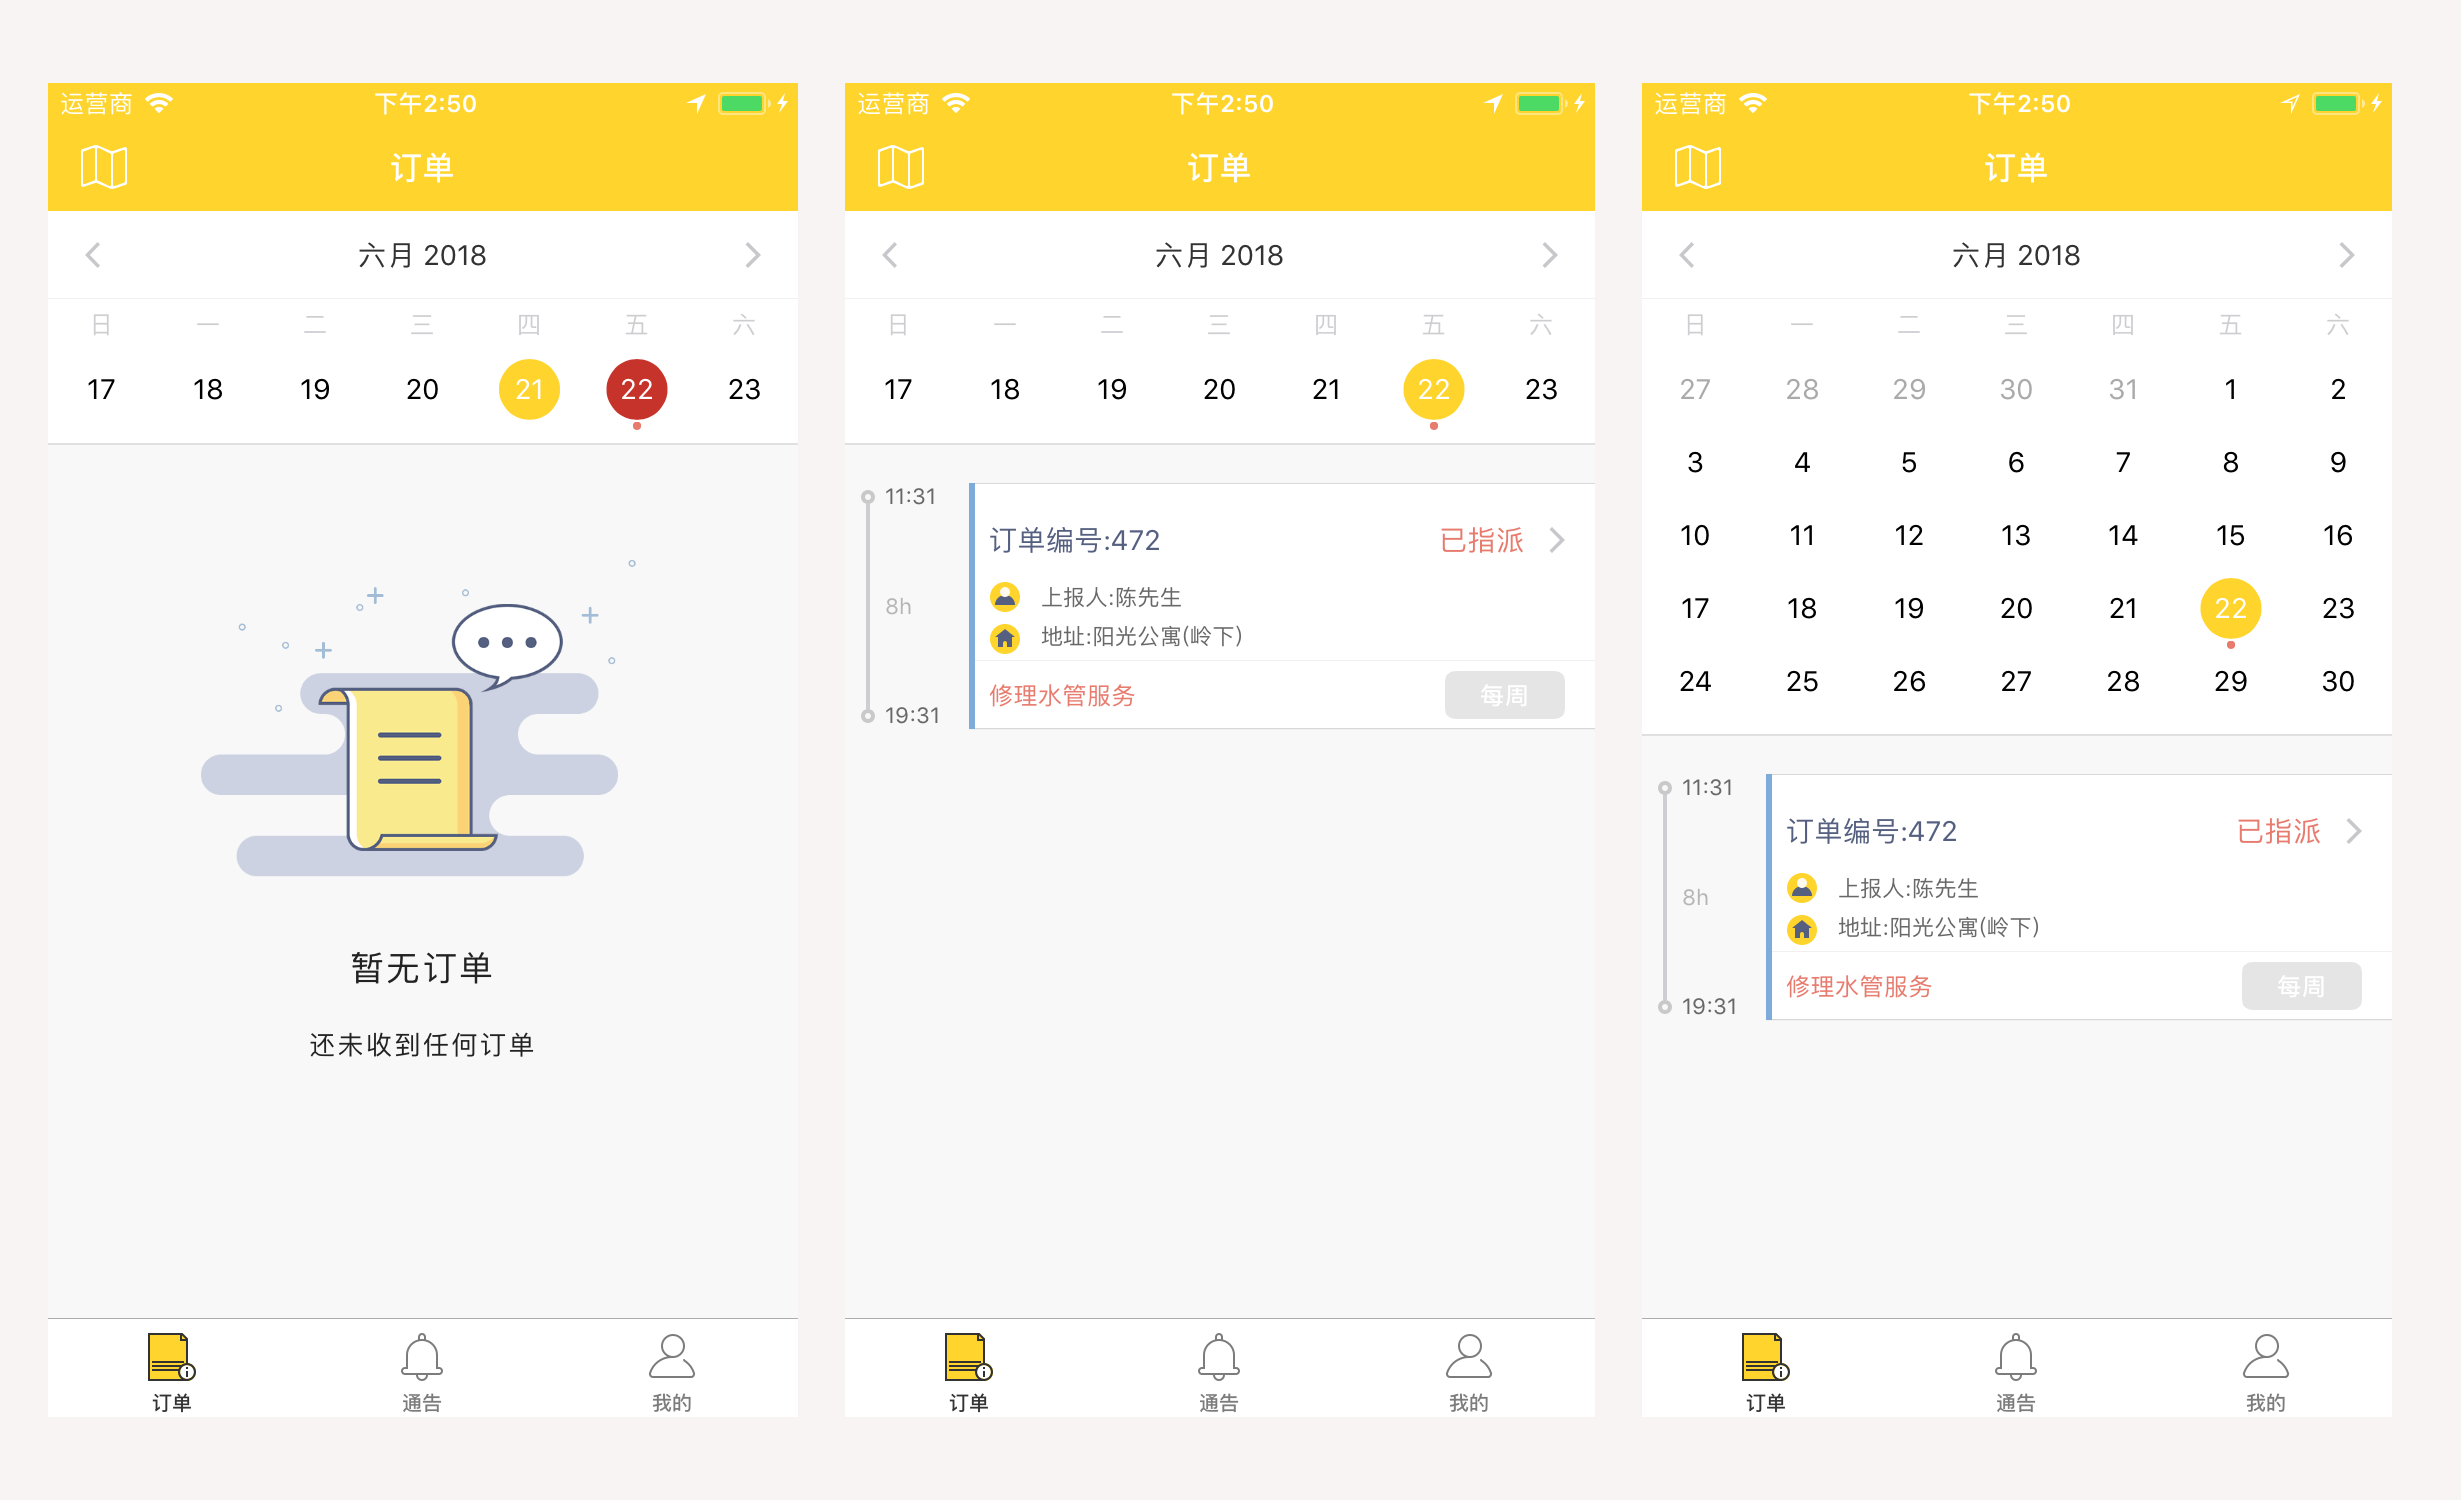 运营商 下午2:50
订单
六月 2018
日 一 二 三 四 五 六
17 18 19 20 21 22 23
暂无订单
还未收到任何订单
订单 通告 我的
运营商 下午2:50
订单
六月 2018
日 一 二 三 四 五 六
17 18 19 20 21 22 23
11:31
订单编号:472 已指派
上报人:陈先生
8h
地址:阳光公寓(岭下)
修理水管服务 每周
19:31
订单 通告 我的
运营商 下午2:50
订单
六月 2018
日 一 二 三 四 五 六
27 28 29 30 31 1 2
3 4 5 6 7 8 9
10 11 12 13 14 15 16
17 18 19 20 21 22 23
24 25 26 27 28 29 30
11:31
订单编号:472 已指派
上报人:陈先生
8h
地址:阳光公寓(岭下)
修理水管服务 每周
19:31
订单 通告 我的